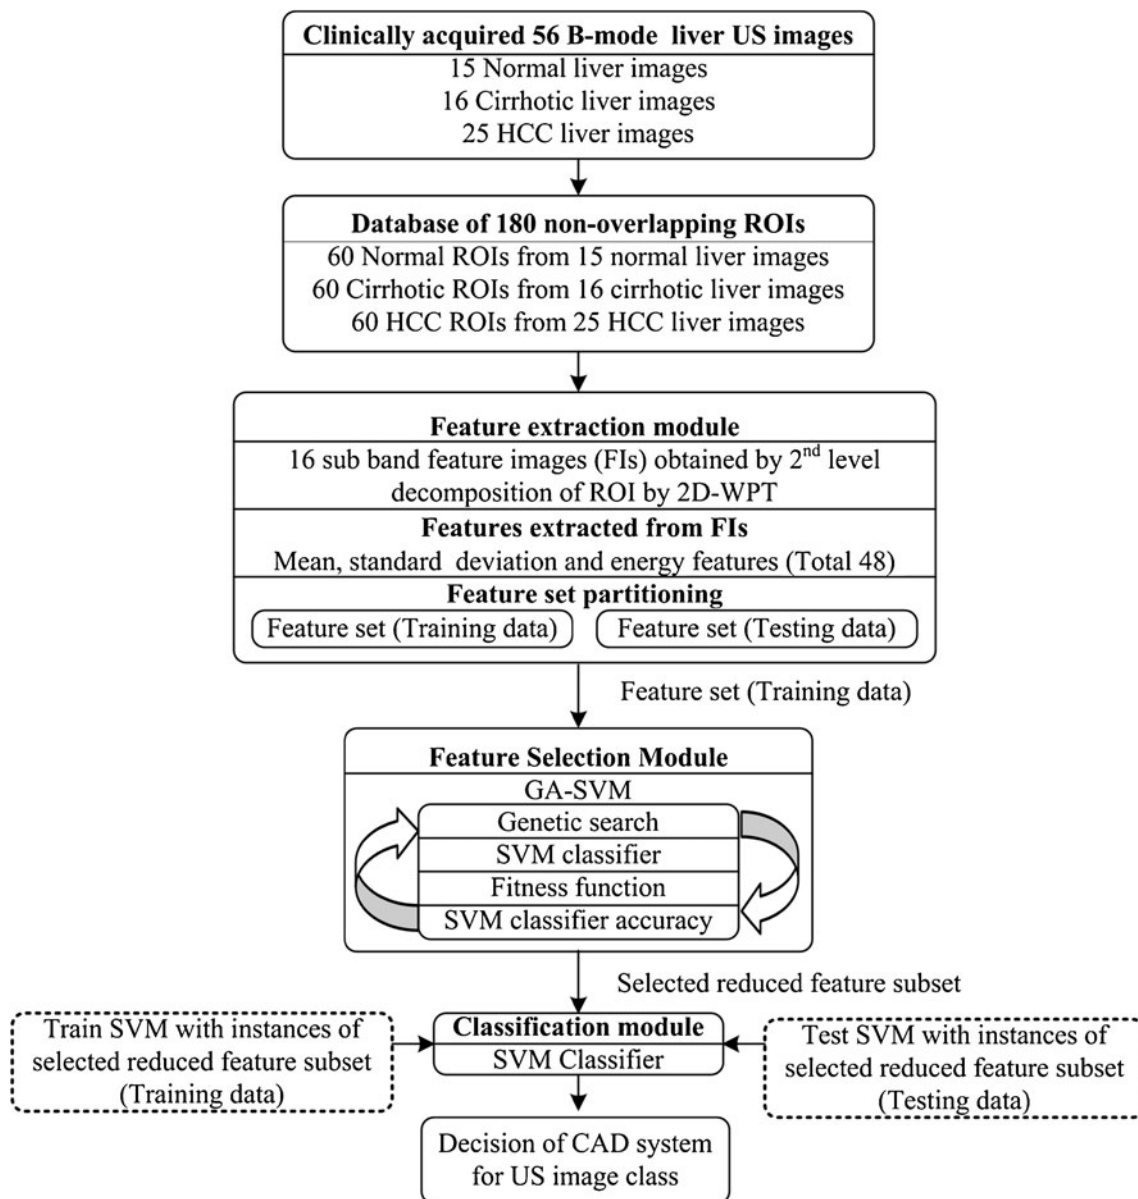 Clinically acquired 56 B-mode liver US images
15 Normal liver images
16 Cirrhotic liver images
25 HCC liver images
Database of 180 non-overlapping ROIs
60 Normal ROIs from 15 normal liver images
60 Cirrhotic ROIs from 16 cirrhotic liver images
60 HCC ROIs from 25 HCC liver images
Feature extraction module
16 sub band feature images (FIs) obtained by 2nd level
decomposition of ROI by 2D-WPT
Features extracted from FIs
Mean, standard deviation and energy features (Total 48)
Feature set partitioning
Feature set (Training data)
Feature set (Testing data)
Feature set (Training data)
Feature Selection Module
GA-SVM
Genetic search
SVM classifier
Fitness function
SVM classifier accuracy
Selected reduced feature subset
Train SVM with instances of
selected reduced feature subset
(Training data)
Classification module
SVM Classifier
Test SVM with instances of
selected reduced feature subset
(Testing data)
Decision of CAD system
for US image class